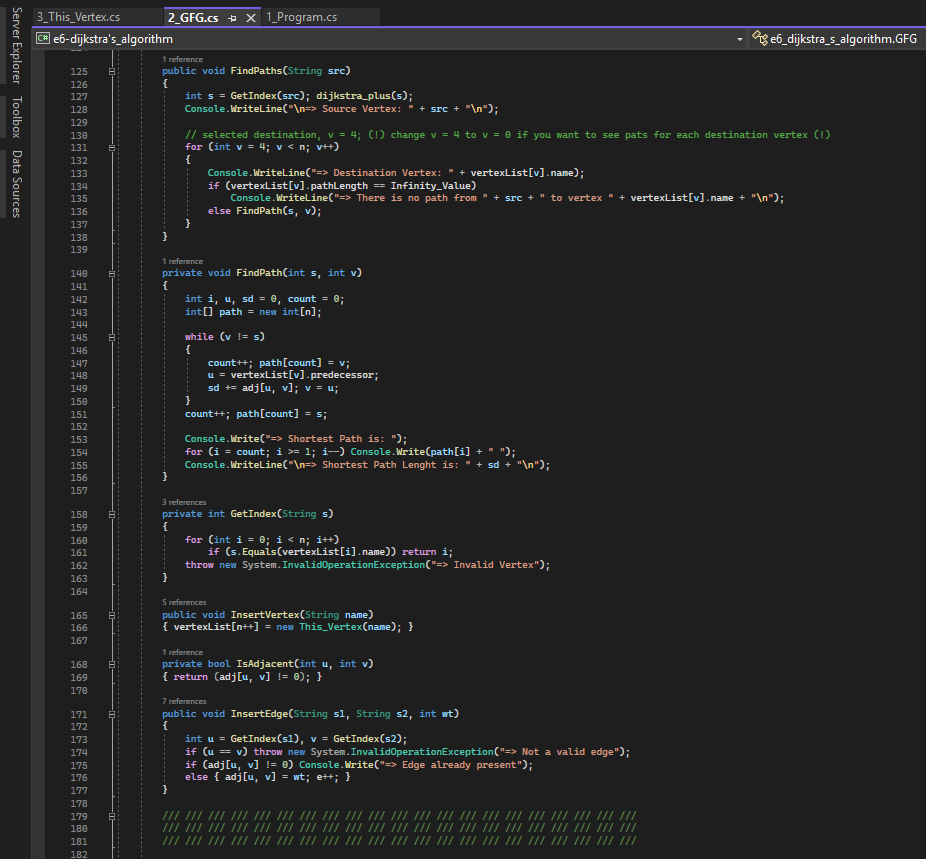 Server Explorer
Toolbox
Data Sources
3_This_Vertex.cs 2_GFG.cs 1_Program.cs
C# e6-dijkstra's_algorithm e6_dijkstra_s_algorithm.GFG
1 reference
125 public void FindPaths(String src)
126 {
127 int s = GetIndex(src); dijkstra_plus(s);
128 Console.WriteLine("\n=> Source Vertex: " + src + "\n");
129
130 // selected destination, v = 4; (!) change v = 4 to v = 0 if you want to see pats for each destination vertex (!)
131 for (int v = 4; v < n; v++)
132 {
133 Console.WriteLine("=> Destination Vertex: " + vertexList[v].name);
134 if (vertexList[v].pathLength == Infinity_Value)
135 Console.WriteLine("=> There is no path from " + src + " to vertex " + vertexList[v].name + "\n");
136 else FindPath(s, v);
137 }
138 }
139
1 reference
140 private void FindPath(int s, int v)
141 {
142 int i, u, sd = 0, count = 0;
143 int[] path = new int[n];
144
145 while (v != s)
146 {
147 count++; path[count] = v;
148 u = vertexList[v].predecessor;
149 sd += adj[u, v]; v = u;
150 }
151 count++; path[count] = s;
152
153 Console.Write("=> Shortest Path is: ");
154 for (i = count; i >= 1; i--) Console.Write(path[i] + " ");
155 Console.WriteLine("\n=> Shortest Path Lenght is: " + sd + "\n");
156 }
157
3 references
158 private int GetIndex(String s)
159 {
160 for (int i = 0; i < n; i++)
161 if (s.Equals(vertexList[i].name)) return i;
162 throw new System.InvalidOperationException("=> Invalid Vertex");
163 }
164
5 references
165 public void InsertVertex(String name)
166 { vertexList[n++] = new This_Vertex(name); }
167
1 reference
168 private bool IsAdjacent(int u, int v)
169 { return (adj[u, v] != 0); }
170
7 references
171 public void InsertEdge(String s1, String s2, int wt)
172 {
173 int u = GetIndex(s1), v = GetIndex(s2);
174 if (u == v) throw new System.InvalidOperationException("=> Not a valid edge");
175 if (adj[u, v] != 0) Console.Write("=> Edge already present");
176 else { adj[u, v] = wt; e++; }
177 }
178
179 /// /// /// /// /// /// /// /// /// /// /// /// /// /// /// /// /// /// /// /// ///
180 /// /// /// /// /// /// /// /// /// /// /// /// /// /// /// /// /// /// /// /// ///
181 /// /// /// /// /// /// /// /// /// /// /// /// /// /// /// /// /// /// /// /// ///
182